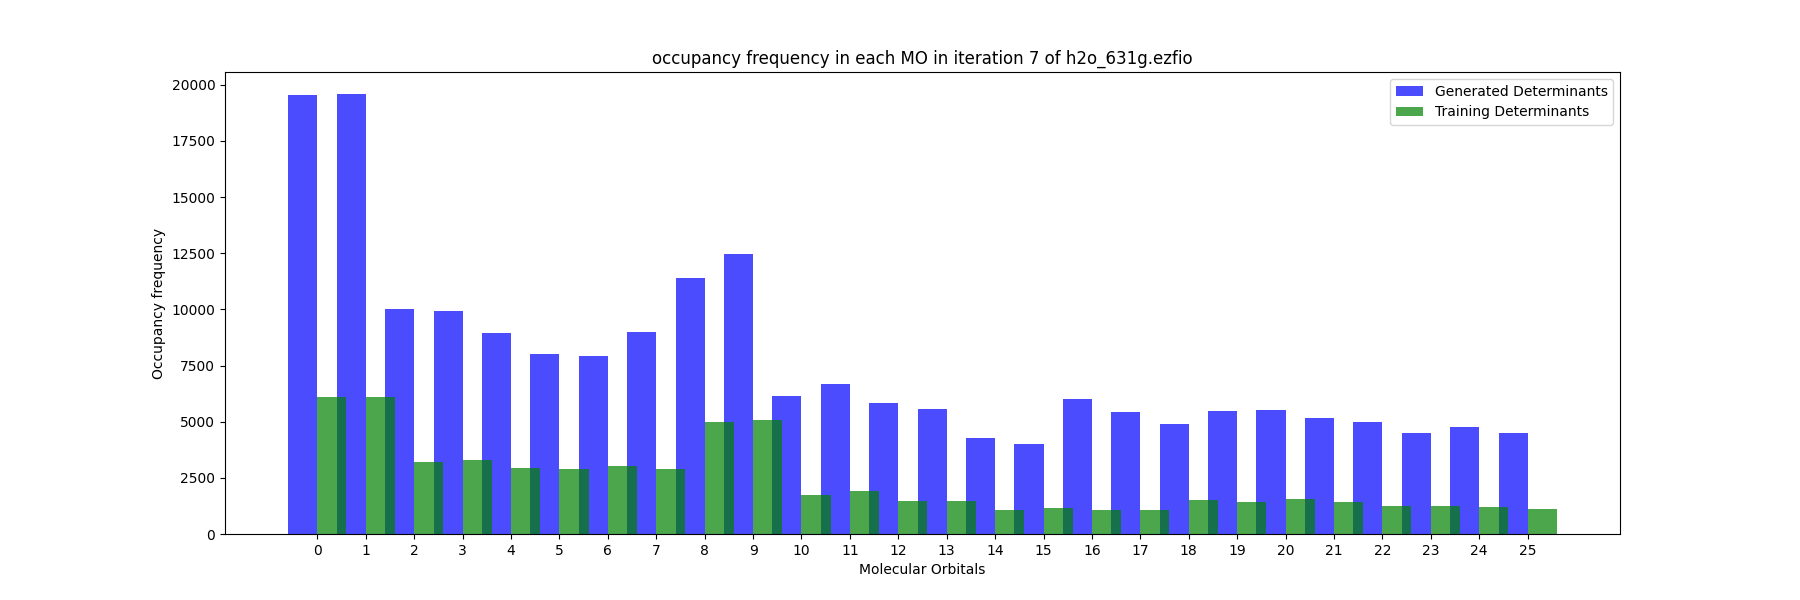 occupancy frequency in each MO in iteration 7 of h2o_631g.ezfio
Generated Determinants
Training Determinants
Occupancy frequency
20000
17500
15000
12500
10000
7500
5000
2500
0
0 1 2 3 4 5 6 7 8 9 10 11 12 13 14 15 16 17 18 19 20 21 22 23 24 25
Molecular Orbitals